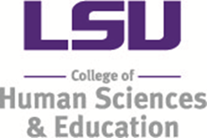 LSU
College of
Human Sciences
& Education